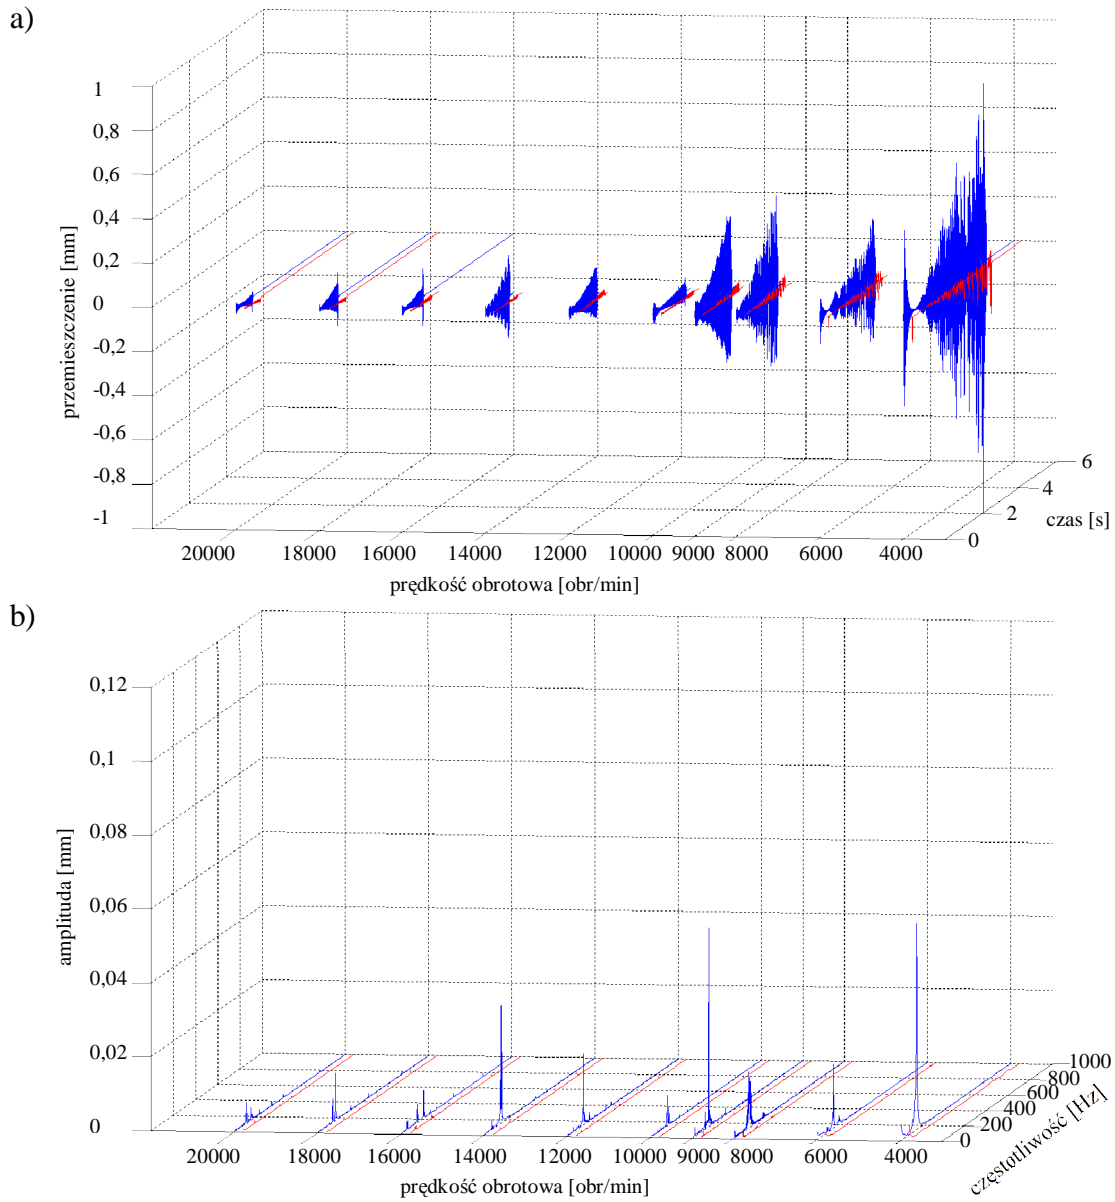 a)
1
0,8
0,6
0,4
0,2
0
-0,2
-0,4
-0,6
-0,8
-1
przemieszczenie [mm]
20000 18000 16000 14000 12000 10000 9000 8000 6000 4000
prędkość obrotowa [obr/min]
0 2 4 6
czas [s]
b)
0,12
0,1
0,08
0,06
0,04
0,02
0
amplituda [mm]
20000 18000 16000 14000 12000 10000 9000 8000 6000 4000
prędkość obrotowa [obr/min]
0 200 400 600 800 1000
częstotliwość [Hz]